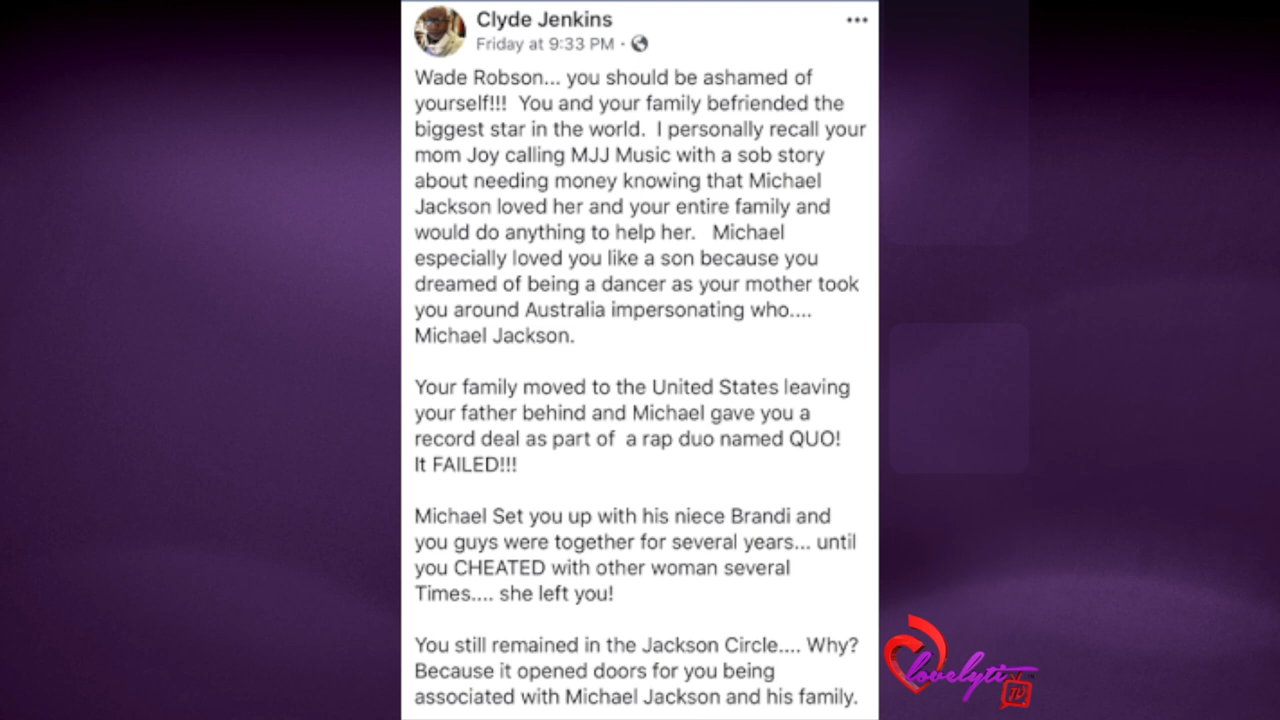 Clyde Jenkins
Friday at 9:33 PM ·
Wade Robson... you should be ashamed of
yourself!!! You and your family befriended the
biggest star in the world. I personally recall your
mom Joy calling MJJ Music with a sob story
about needing money knowing that Michael
Jackson loved her and your entire family and
would do anything to help her. Michael
especially loved you like a son because you
dreamed of being a dancer as your mother took
you around Australia impersonating who....
Michael Jackson.
Your family moved to the United States leaving
your father behind and Michael gave you a
record deal as part of a rap duo named QUO!
It FAILED!!!
Michael Set you up with his niece Brandi and
you guys were together for several years... until
you CHEATED with other woman several
Times.... she left you!
You still remained in the Jackson Circle.... Why?
Because it opened doors for you being
associated with Michael Jackson and his family.
lovelyti
TV